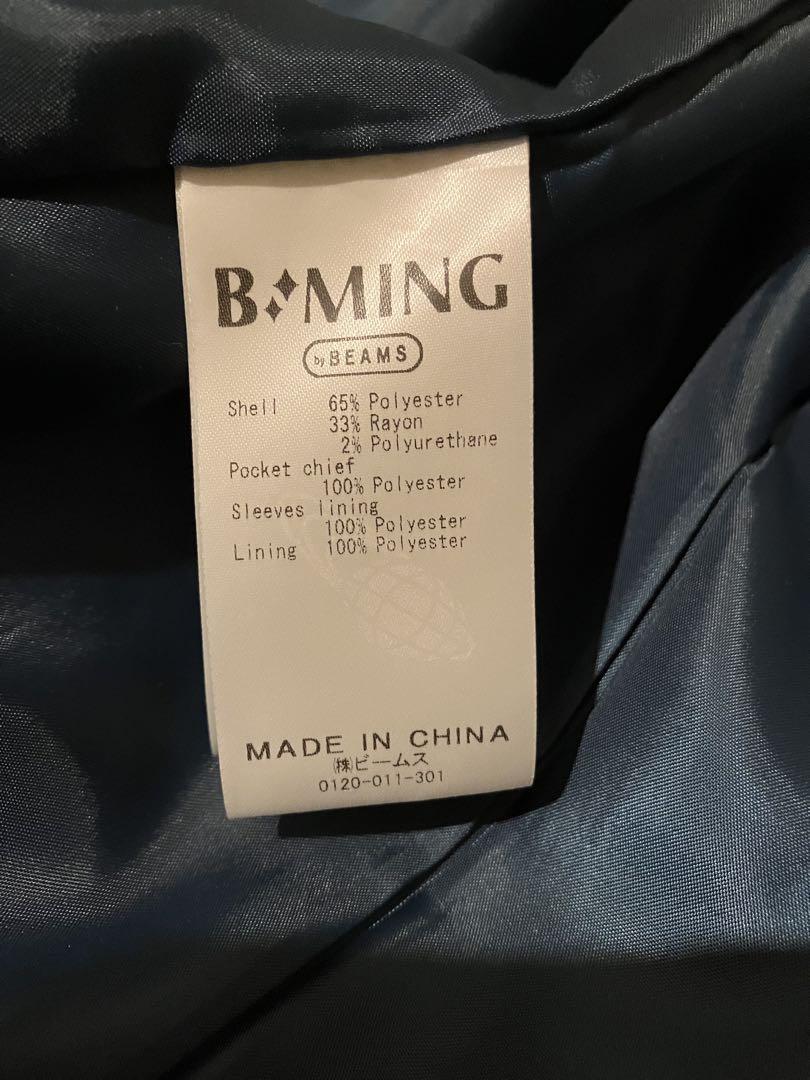 B MING
by BEAMS
Shell 65% Polyester
33% Rayon
2% Polyurethane
Pocket chief
100% Polyester
Sleeves lining
100% Polyester
Lining 100% Polyester
MADE IN CHINA
㈱ビームス
0120-011-301